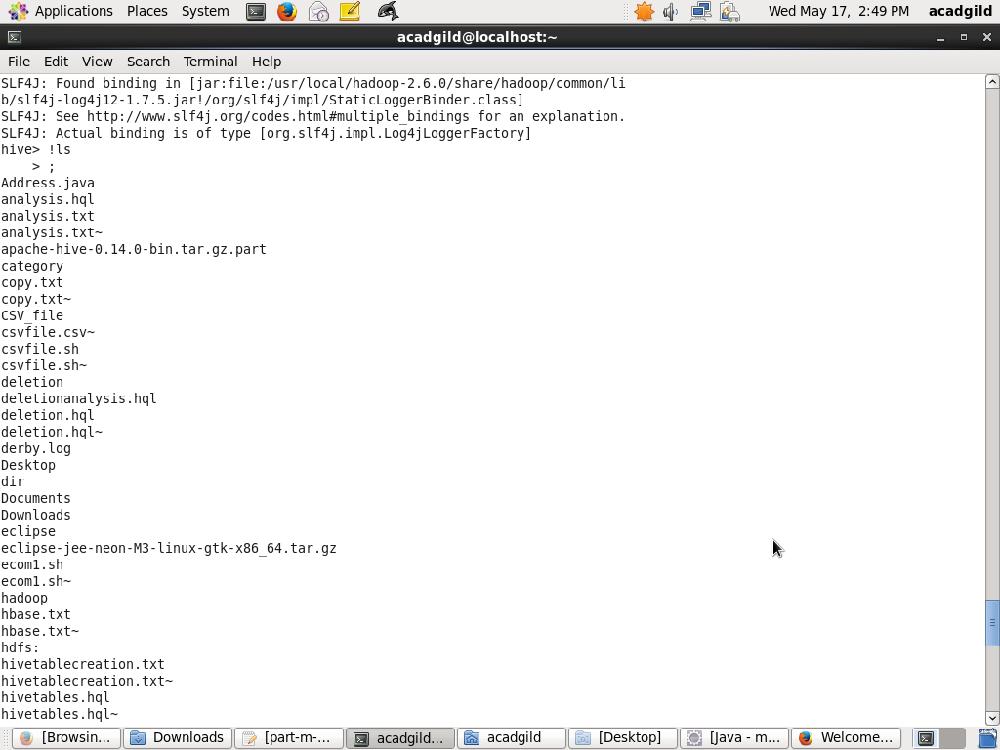 Applications Places System Wed May 17, 2:49 PM acadgild
acadgild@localhost:~
File Edit View Search Terminal Help
SLF4J: Found binding in [jar:file:/usr/local/hadoop-2.6.0/share/hadoop/common/li
b/slf4j-log4j12-1.7.5.jar!/org/slf4j/impl/StaticLoggerBinder.class]
SLF4J: See http://www.slf4j.org/codes.html#multiple_bindings for an explanation.
SLF4J: Actual binding is of type [org.slf4j.impl.Log4jLoggerFactory]
hive> !ls
    > ;
Address.java
analysis.hql
analysis.txt
analysis.txt~
apache-hive-0.14.0-bin.tar.gz.part
category
copy.txt
copy.txt~
CSV_file
csvfile.csv~
csvfile.sh
csvfile.sh~
deletion
deletionanalysis.hql
deletion.hql
deletion.hql~
derby.log
Desktop
dir
Documents
Downloads
eclipse
eclipse-jee-neon-M3-linux-gtk-x86_64.tar.gz
ecom1.sh
ecom1.sh~
hadoop
hbase.txt
hbase.txt~
hdfs:
hivetablecreation.txt
hivetablecreation.txt~
hivetables.hql
hivetables.hql~
[Browsin... Downloads [part-m-... acadgild... acadgild [Desktop] [Java - m... Welcome...